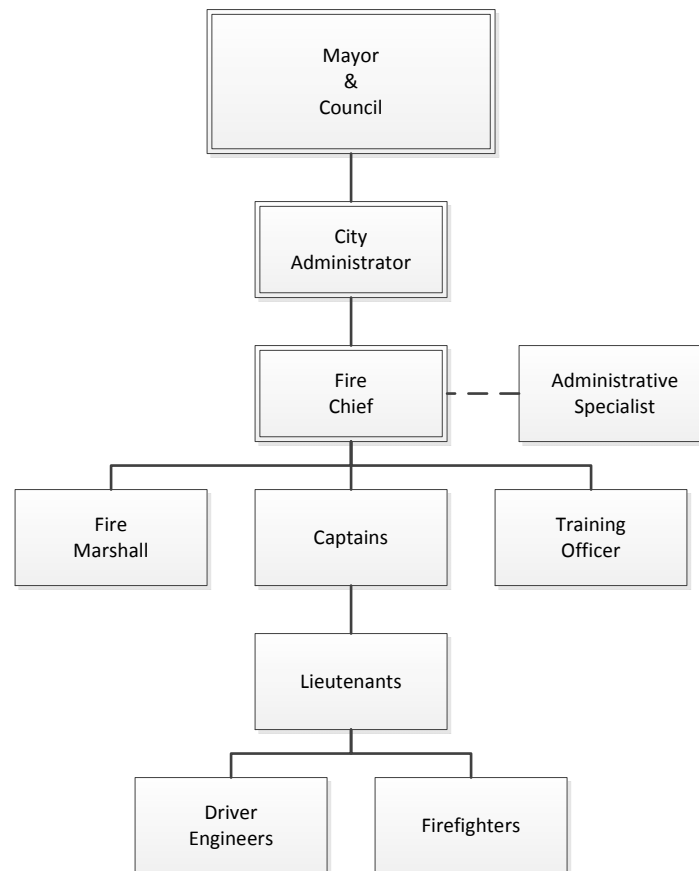 Mayor
&
Council
City
Administrator
Fire
Chief
Administrative
Specialist
Fire
Marshall
Captains
Training
Officer
Lieutenants
Driver
Engineers
Firefighters